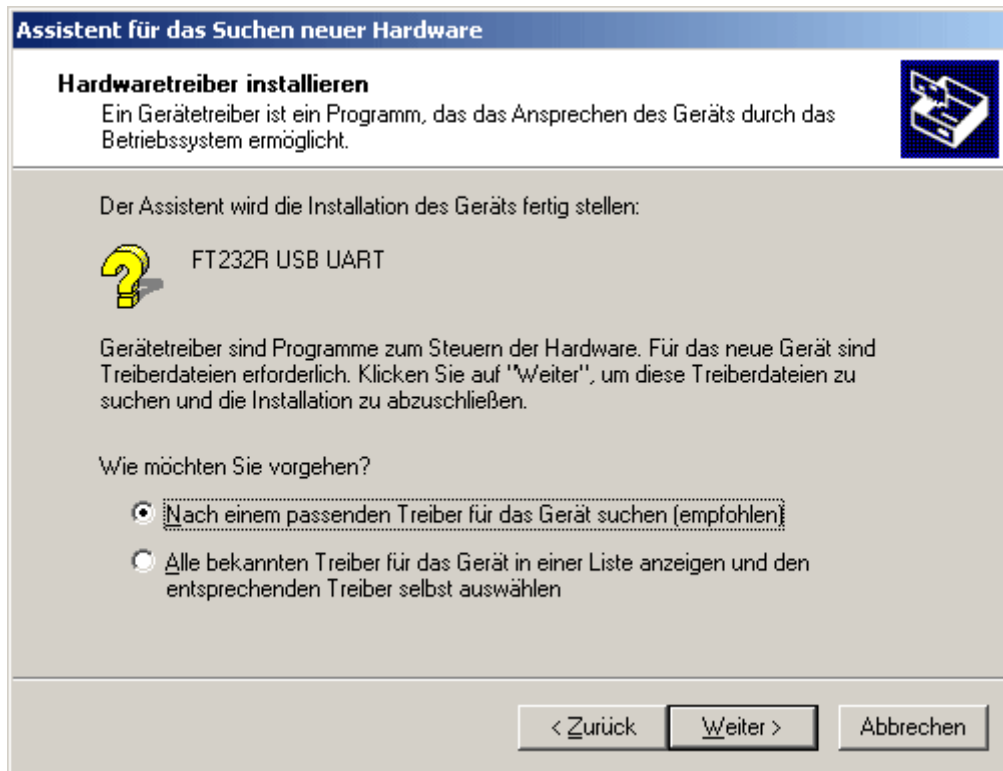 Assistent für das Suchen neuer Hardware
Hardwaretreiber installieren
Ein Gerätetreiber ist ein Programm, das das Ansprechen des Geräts durch das
Betriebssystem ermöglicht.
Der Assistent wird die Installation des Geräts fertig stellen:
FT232R USB UART
Gerätetreiber sind Programme zum Steuern der Hardware. Für das neue Gerät sind
Treiberdateien erforderlich. Klicken Sie auf "Weiter", um diese Treiberdateien zu
suchen und die Installation zu abzuschließen.
Wie möchten Sie vorgehen?
Nach einem passenden Treiber für das Gerät suchen (empfohlen)
Alle bekannten Treiber für das Gerät in einer Liste anzeigen und den
entsprechenden Treiber selbst auswählen
< Zurück Weiter > Abbrechen